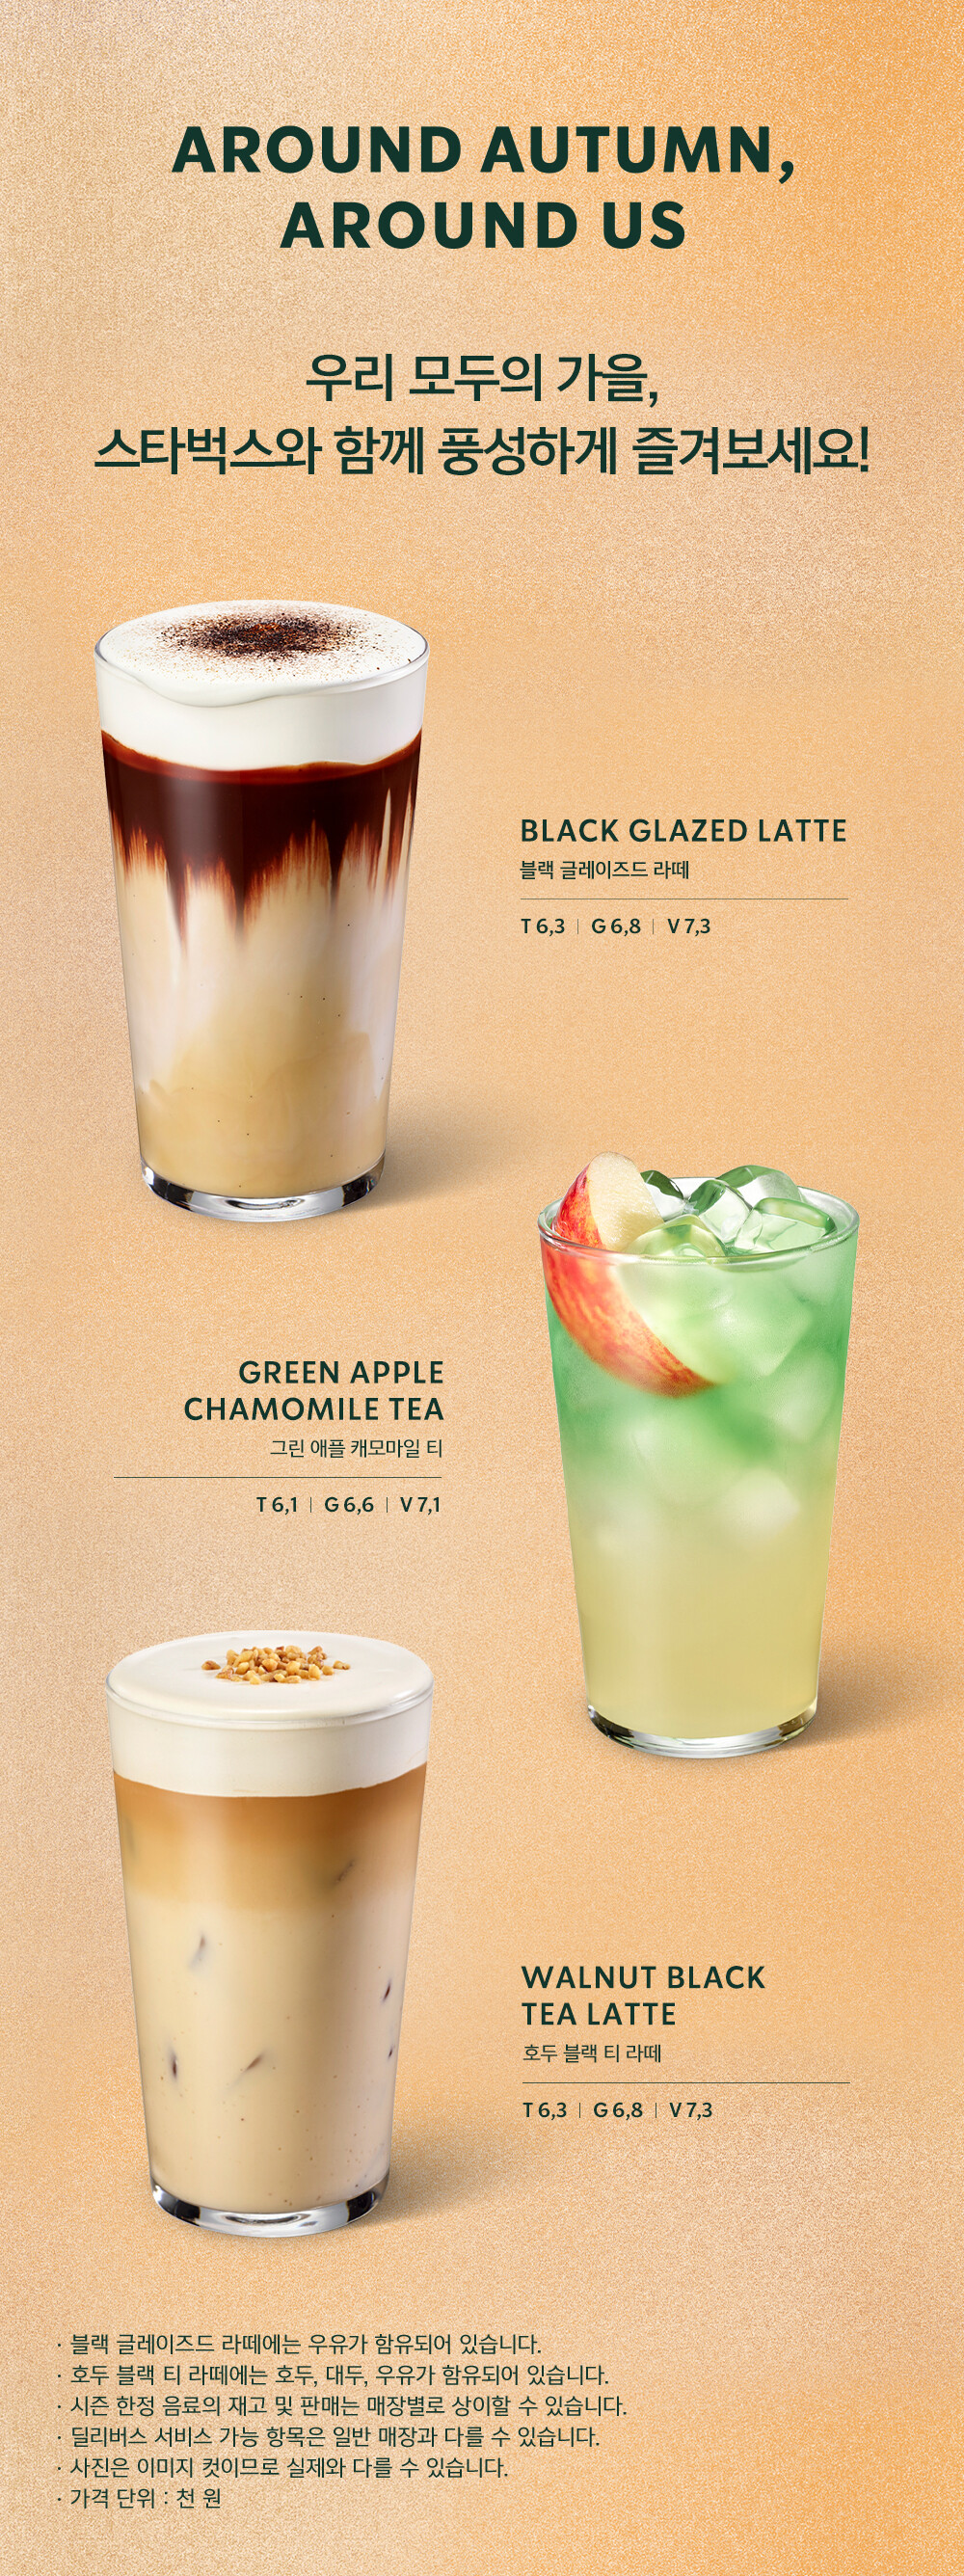 AROUND AUTUMN,
AROUND US
우리 모두의 가을,
스타벅스와 함께 풍성하게 즐겨보세요!
BLACK GLAZED LATTE
블랙 글레이즈드 라떼
T 6,3 | G 6,8 | V 7,3
GREEN APPLE
CHAMOMILE TEA
그린 애플 캐모마일 티
T 6,1 | G 6,6 | V 7,1
WALNUT BLACK
TEA LATTE
호두 블랙 티 라떼
T 6,3 | G 6,8 | V 7,3
· 블랙 글레이즈드 라떼에는 우유가 함유되어 있습니다.
· 호두 블랙 티 라떼에는 호두, 대두, 우유가 함유되어 있습니다.
· 시즌 한정 음료의 재고 및 판매는 매장별로 상이할 수 있습니다.
· 딜리버스 서비스 가능 항목은 일반 매장과 다를 수 있습니다.
· 사진은 이미지 컷이므로 실제와 다를 수 있습니다.
· 가격 단위 : 천 원